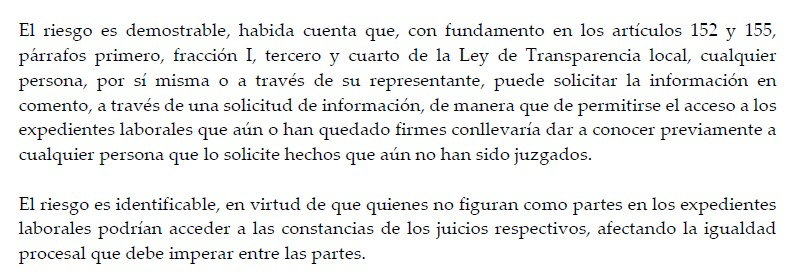 El riesgo es demostrable, habida cuenta que, con fundamento en los artículos 152 y 155,
párrafos primero, fracción I, tercero y cuarto de la Ley de Transparencia local, cualquier
persona, por sí misma o a través de su representante, puede solicitar la información en
comento, a través de una solicitud de información, de manera que de permitirse el acceso a los
expedientes laborales que aún o han quedado firmes conllevaría dar a conocer previamente a
cualquier persona que lo solicite hechos que aún no han sido juzgados.
El riesgo es identificable, en virtud de que quienes no figuran como partes en los expedientes
laborales podrían acceder a las constancias de los juicios respectivos, afectando la igualdad
procesal que debe imperar entre las partes.